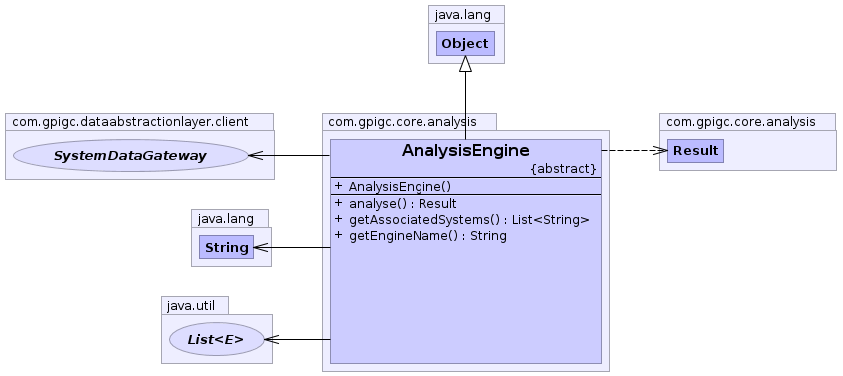 java.lang
Object
com.gpigc.dataabstractionlayer.client
SystemDataGateway
com.gpigc.core.analysis
AnalysisEngine
{abstract}
+ AnalysisEngine()
+ analyse() : Result
+ getAssociatedSystems() : List<String>
+ getEngineName() : String
com.gpigc.core.analysis
Result
java.lang
String
java.util
List<E>